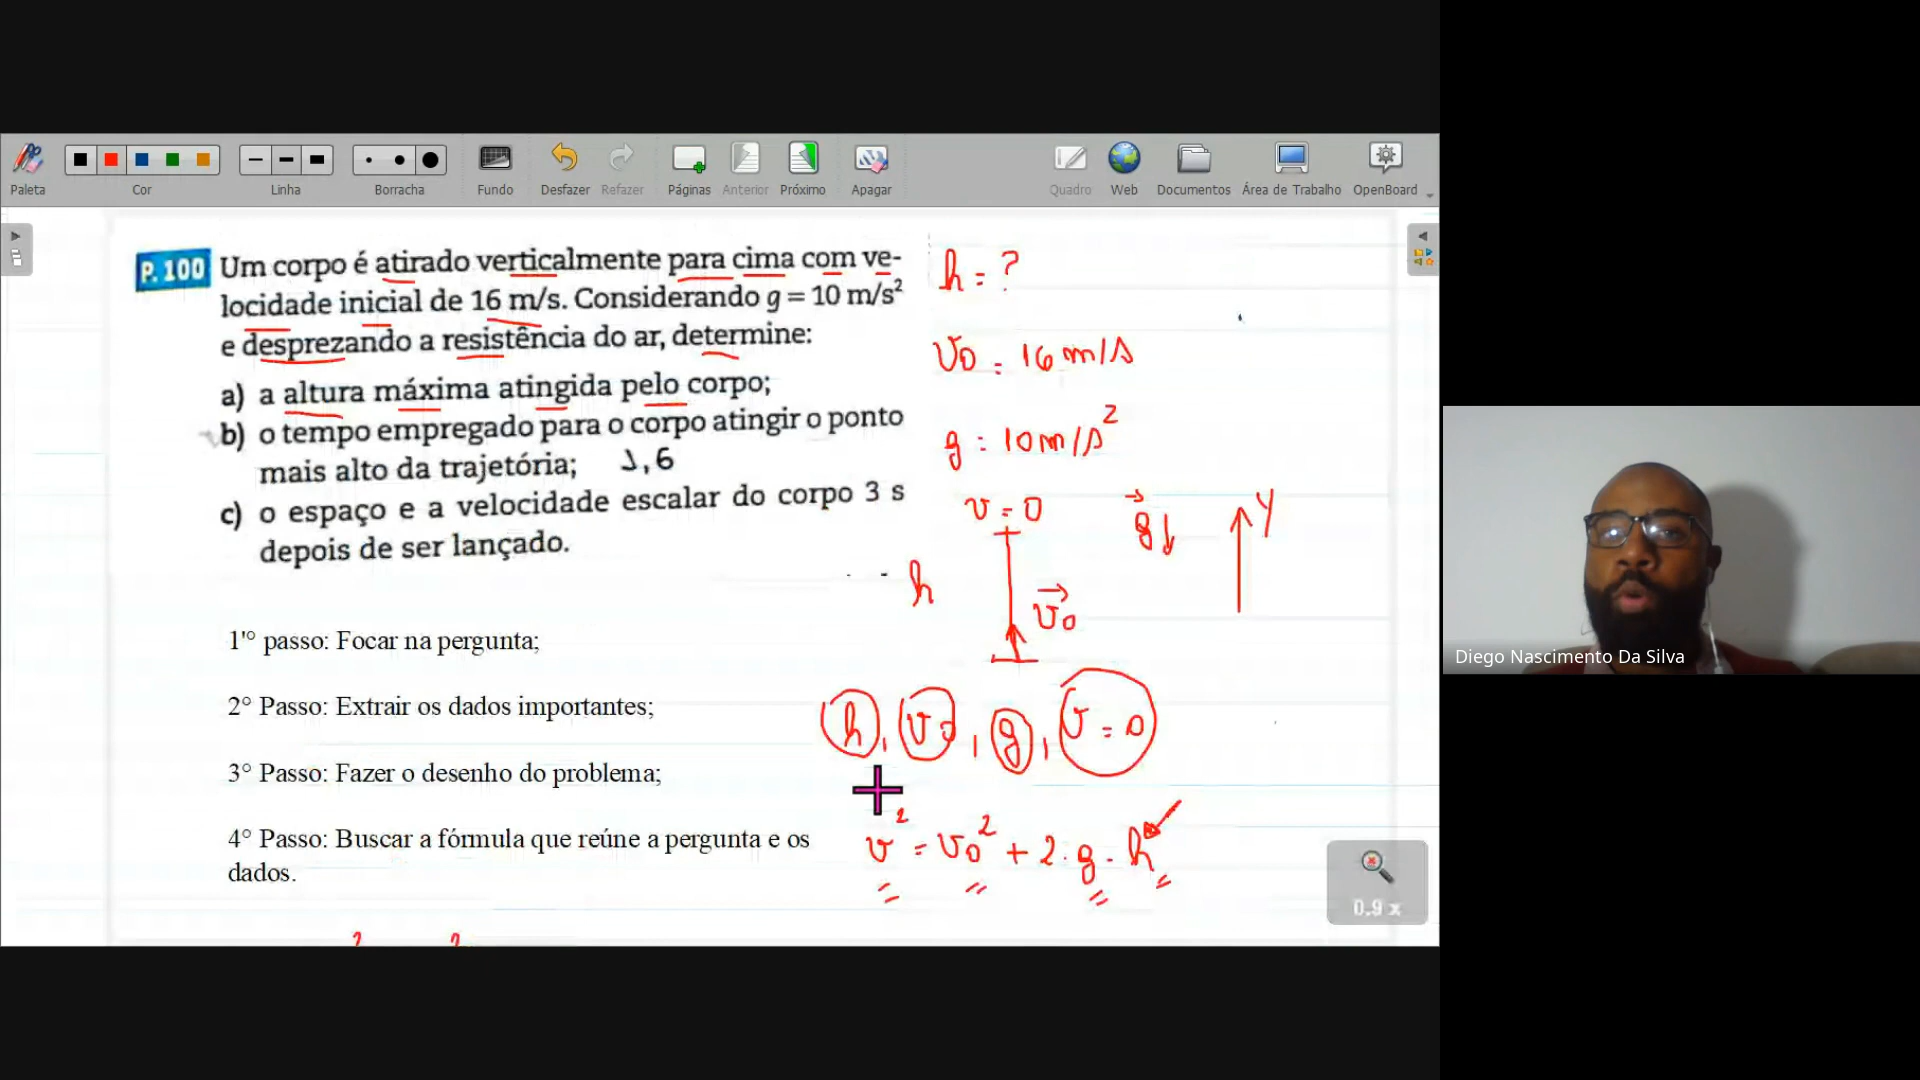 Paleta
Cor
Linha
Borracha
Fundo
Desfazer
Refazer
Páginas
Anterior
Próximo
Apagar
Quadro
Web
Documentos
Área de Trabalho
OpenBoard
P. 100 Um corpo é atirado verticalmente para cima com ve-
locidade inicial de 16 m/s. Considerando g = 10 m/s²
e desprezando a resistência do ar, determine:
a) a altura máxima atingida pelo corpo;
b) o tempo empregado para o corpo atingir o ponto
mais alto da trajetória; 1,6
c) o espaço e a velocidade escalar do corpo 3 s
depois de ser lançado.
1'° passo: Focar na pergunta;
2° Passo: Extrair os dados importantes;
3° Passo: Fazer o desenho do problema;
4° Passo: Buscar a fórmula que reúne a pergunta e os
dados.
h = ?
v0 = 16 m/s
g = 10 m/s²
v = 0
g↓
y
h
v0
h, v0, g, v = 0
v² = v0² + 2 . g . h
2 2
0.9 x
Diego Nascimento Da Silva